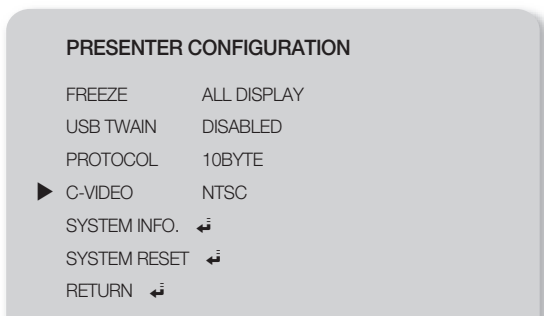 PRESENTER CONFIGURATION
FREEZE ALL DISPLAY
USB TWAIN DISABLED
PROTOCOL 10BYTE
▶ C-VIDEO NTSC
SYSTEM INFO. ↵
SYSTEM RESET ↵
RETURN ↵